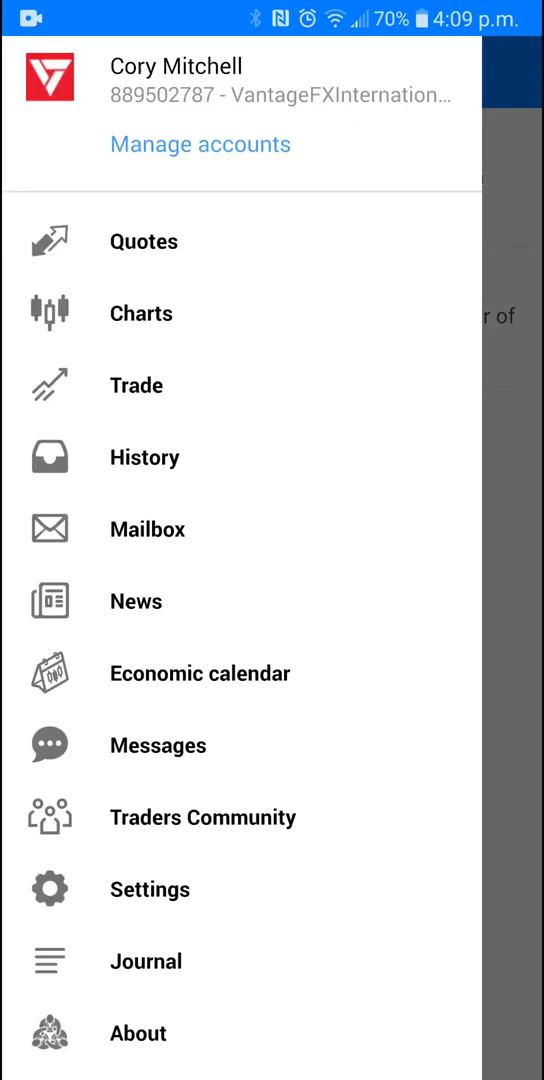 70% 4:09 p.m.
Cory Mitchell
889502787 - VantageFXInternation...
Manage accounts
Quotes
r of
Charts
Trade
History
Mailbox
News
Economic calendar
Messages
Traders Community
Settings
Journal
About